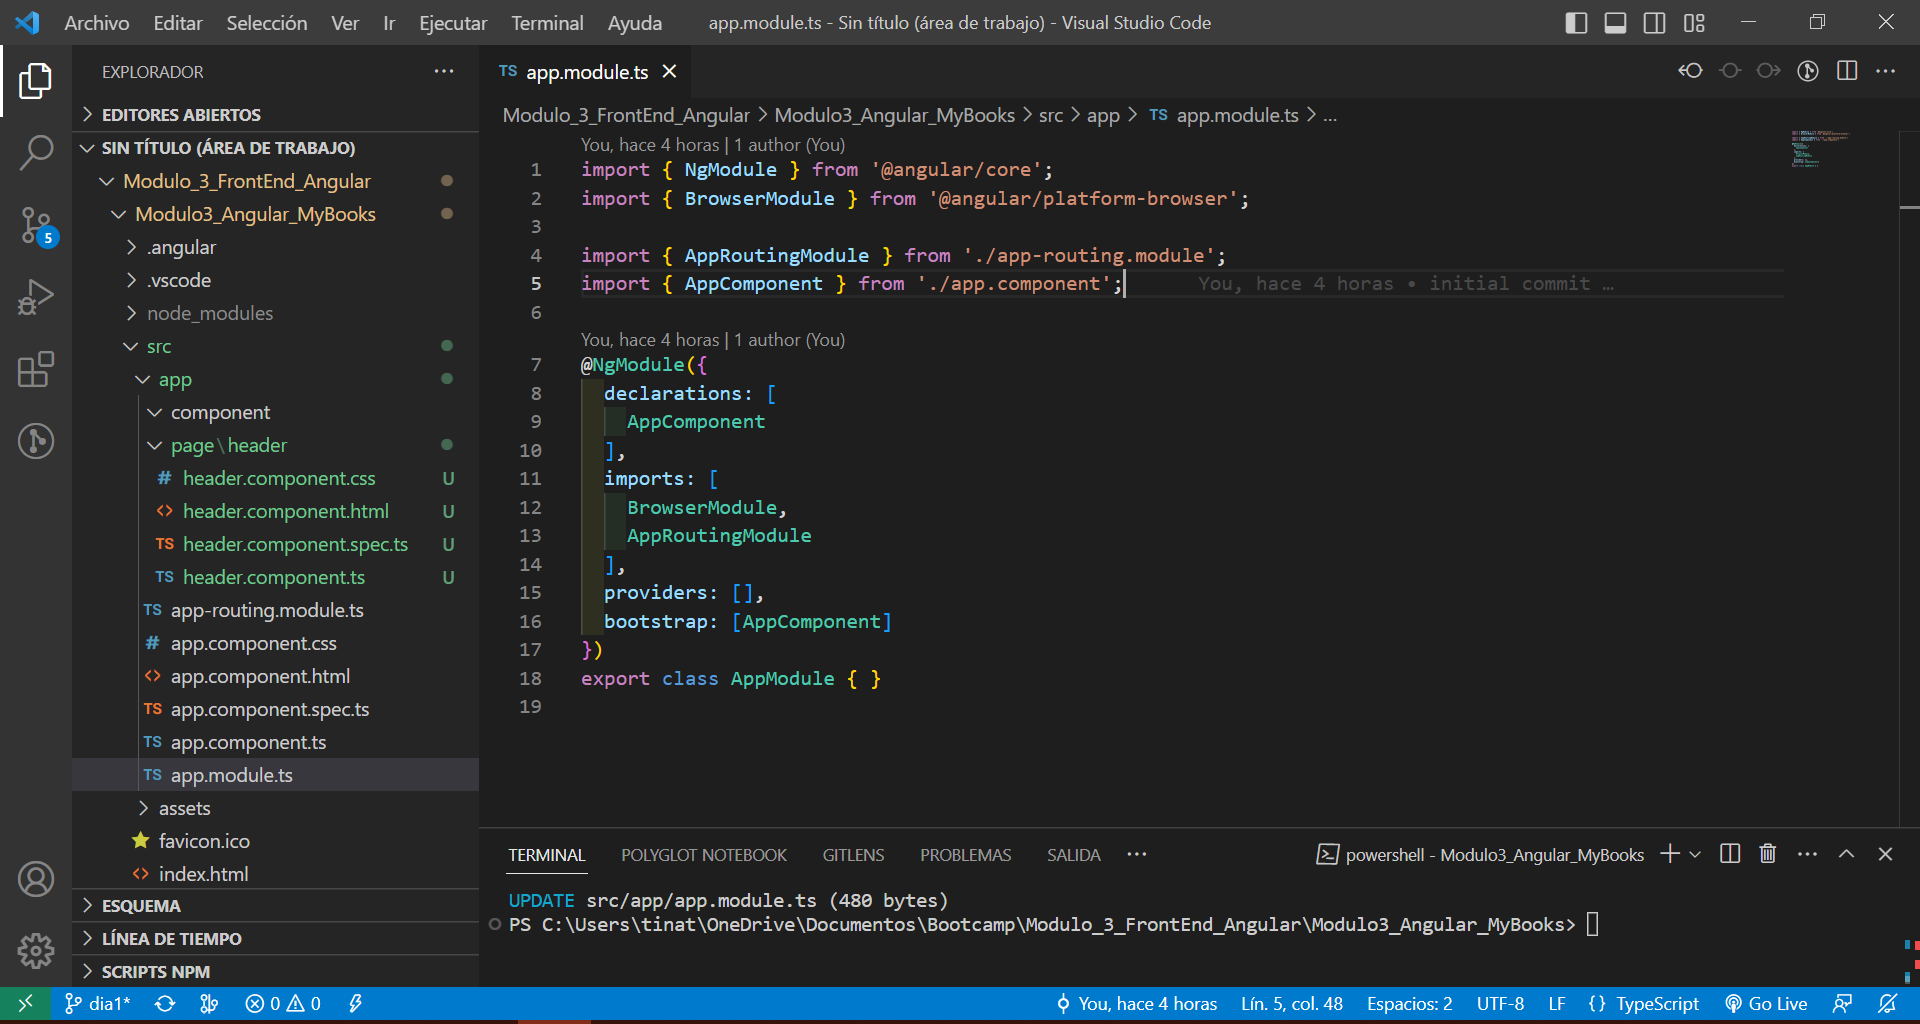 Archivo Editar Selección Ver Ir Ejecutar Terminal Ayuda app.module.ts - Sin título (área de trabajo) - Visual Studio Code
EXPLORADOR
EDITORES ABIERTOS
SIN TÍTULO (ÁREA DE TRABAJO)
Modulo_3_FrontEnd_Angular
Modulo3_Angular_MyBooks
.angular
.vscode
node_modules
src
app
component
page\header
# header.component.css U
<> header.component.html U
TS header.component.spec.ts U
TS header.component.ts U
TS app-routing.module.ts
# app.component.css
<> app.component.html
TS app.component.spec.ts
TS app.component.ts
TS app.module.ts
assets
favicon.ico
<> index.html
ESQUEMA
LÍNEA DE TIEMPO
SCRIPTS NPM
5
TS app.module.ts
Modulo_3_FrontEnd_Angular > Modulo3_Angular_MyBooks > src > app > TS app.module.ts > ...
You, hace 4 horas | 1 author (You)
1 import { NgModule } from '@angular/core';
2 import { BrowserModule } from '@angular/platform-browser';
3
4 import { AppRoutingModule } from './app-routing.module';
5 import { AppComponent } from './app.component'; You, hace 4 horas • initial commit …
6
You, hace 4 horas | 1 author (You)
7 @NgModule({
8 declarations: [
9 AppComponent
10 ],
11 imports: [
12 BrowserModule,
13 AppRoutingModule
14 ],
15 providers: [],
16 bootstrap: [AppComponent]
17 })
18 export class AppModule { }
19
TERMINAL POLYGLOT NOTEBOOK GITLENS PROBLEMAS SALIDA powershell - Modulo3_Angular_MyBooks
UPDATE src/app/app.module.ts (480 bytes)
PS C:\Users\tinat\OneDrive\Documentos\Bootcamp\Modulo_3_FrontEnd_Angular\Modulo3_Angular_MyBooks>
dia1* 0 0 You, hace 4 horas Lín. 5, col. 48 Espacios: 2 UTF-8 LF {} TypeScript Go Live